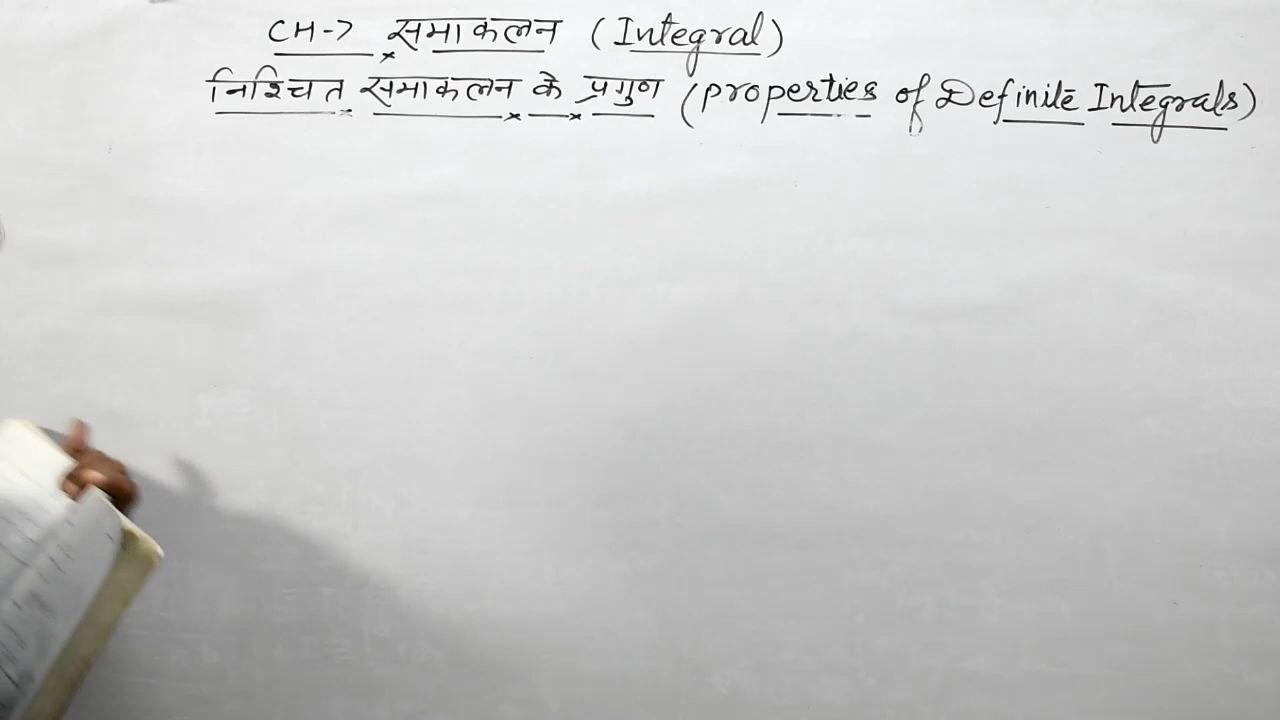 CH-7 समाकलन (Integral)
निश्चित समाकलन के प्रगुण (properties of Definite Integrals)